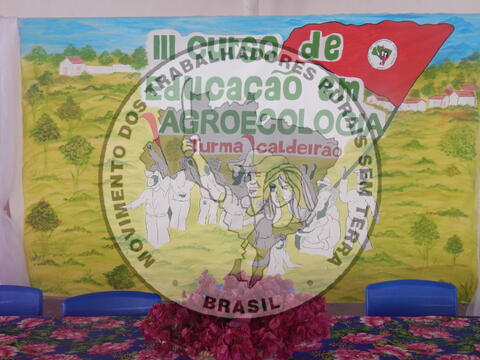 III CURSO de
Educação em
AGROECOLOGIA
Turma Caldeirão
MOVIMENTO DOS TRABALHADORES RURAIS SEM TERRA
BRASIL